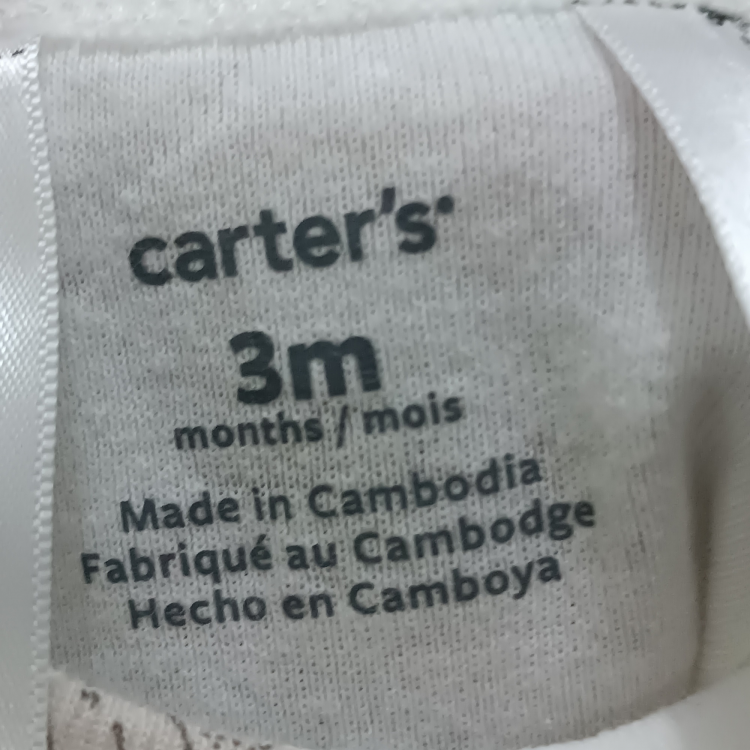 carter's
3m
months / mois
Made in Cambodia
Fabriqué au Cambodge
Hecho en Camboya